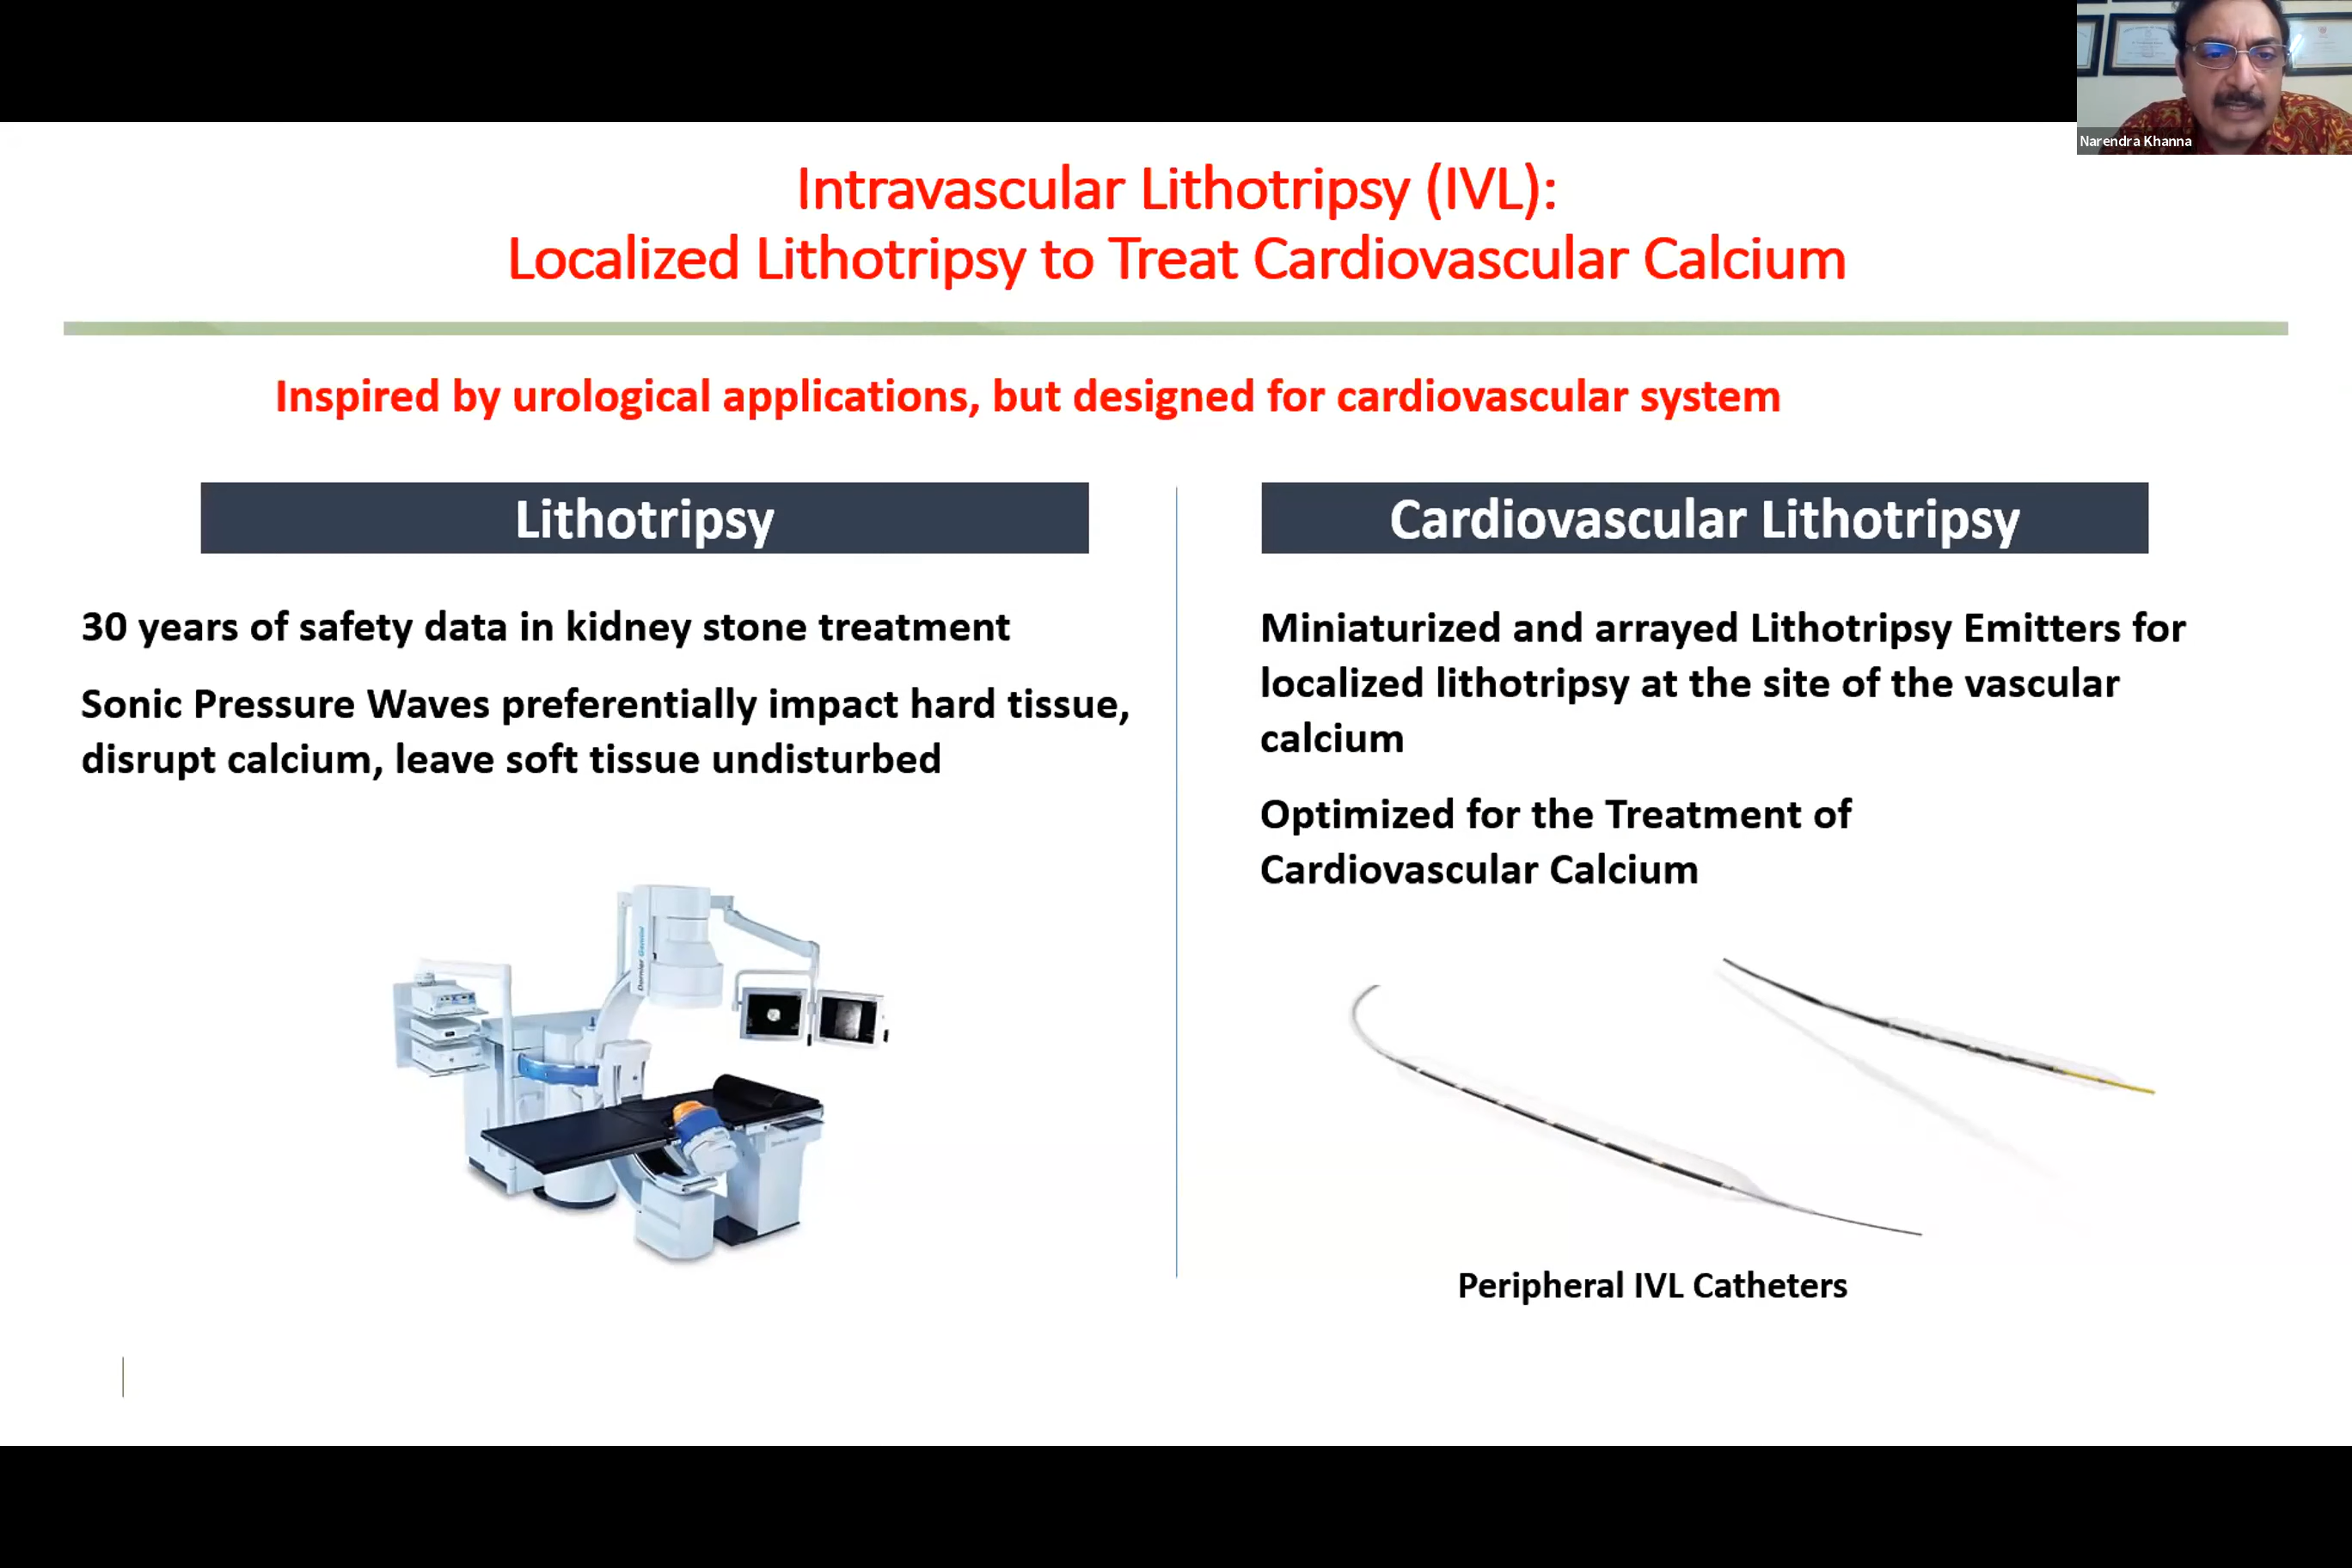 Narendra Khanna
Intravascular Lithotripsy (IVL):
Localized Lithotripsy to Treat Cardiovascular Calcium
Inspired by urological applications, but designed for cardiovascular system
Lithotripsy
30 years of safety data in kidney stone treatment
Sonic Pressure Waves preferentially impact hard tissue,
disrupt calcium, leave soft tissue undisturbed
Dornier Gemini
Cardiovascular Lithotripsy
Miniaturized and arrayed Lithotripsy Emitters for
localized lithotripsy at the site of the vascular
calcium
Optimized for the Treatment of
Cardiovascular Calcium
Peripheral IVL Catheters